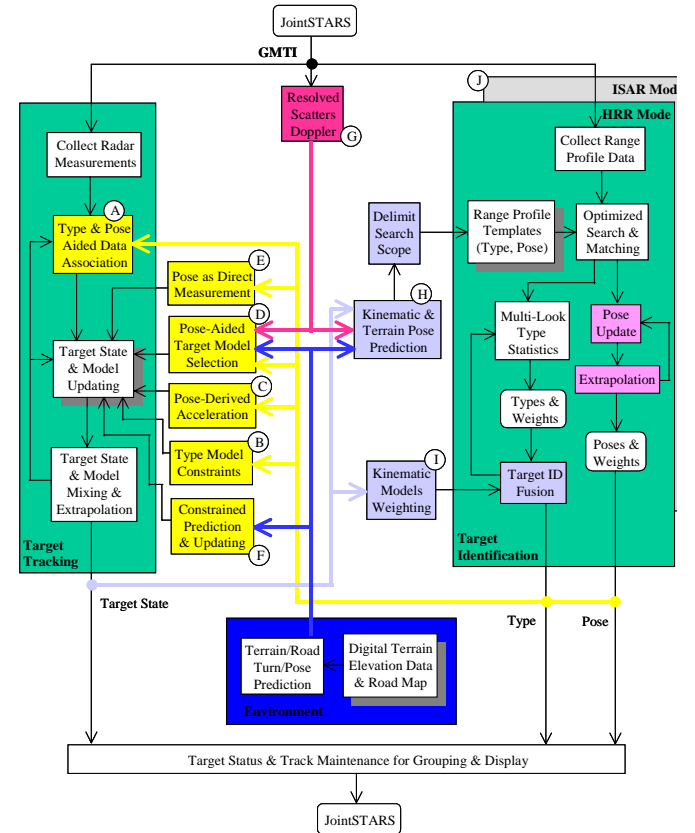 JointSTARS
GMTI
J
ISAR Mod
HRR Mode
Resolved
Scatters
Doppler
G
Collect Radar
Measurements
Collect Range
Profile Data
A
Type & Pose
Aided Data
Association
Delimit
Search
Scope
Range Profile
Templates
(Type, Pose)
Optimized
Search &
Matching
E
Pose as Direct
Measurement
H
Kinematic &
Terrain Pose
Prediction
D
Pose-Aided
Target Model
Selection
Multi-Look
Type
Statistics
Pose
Update
Target State
& Model
Updating
C
Pose-Derived
Acceleration
Extrapolation
Types &
Weights
B
Type Model
Constraints
Poses
& Weights
Target State
& Model
Mixing &
Extrapolation
I
Kinematic
Models
Weighting
Target ID
Fusion
Constrained
Prediction
& Updating
F
Target
Tracking
Target
Identification
Target State
Type
Pose
Terrain/Road
Turn/Pose
Prediction
Digital Terrain
Elevation Data
& Road Map
Environment
Target Status & Track Maintenance for Grouping & Display
JointSTARS